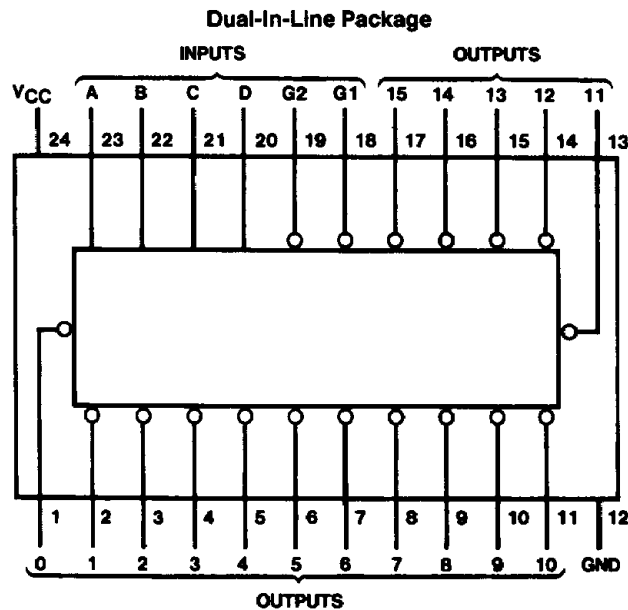 Dual-In-Line Package
INPUTS OUTPUTS
VCC A B C D G2 G1 15 14 13 12 11
24 23 22 21 20 19 18 17 16 15 14 13
1 2 3 4 5 6 7 8 9 10 11 12
0 1 2 3 4 5 6 7 8 9 10 GND
OUTPUTS